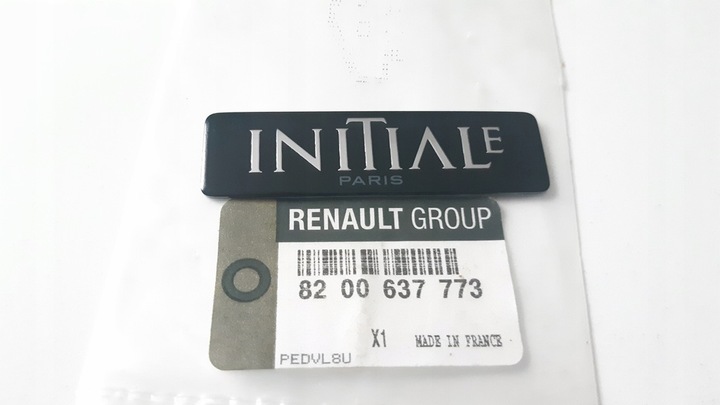 INITIALE
PARIS
RENAULT GROUP
82 00 637 773
X1 MADE IN FRANCE
PEDVL8U